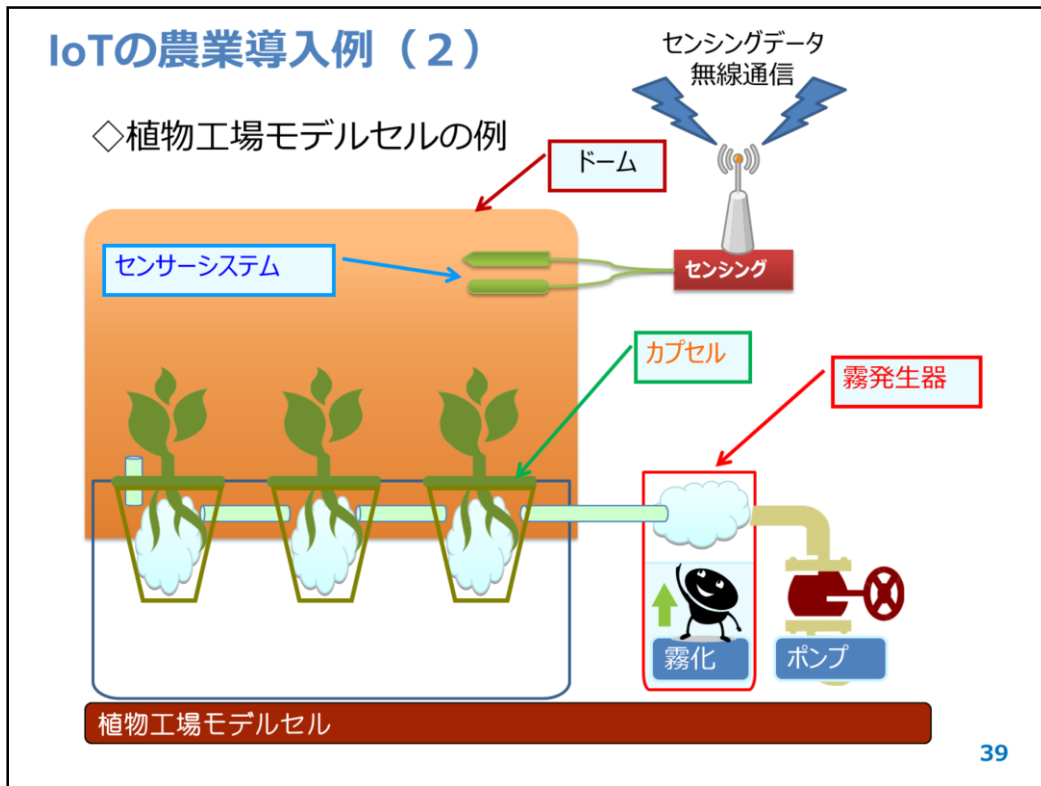 IoTの農業導入例（２）
センシングデータ
無線通信
◇植物工場モデルセルの例
ドーム
センサーシステム
センシング
カプセル
霧発生器
霧化
ポンプ
植物工場モデルセル
39